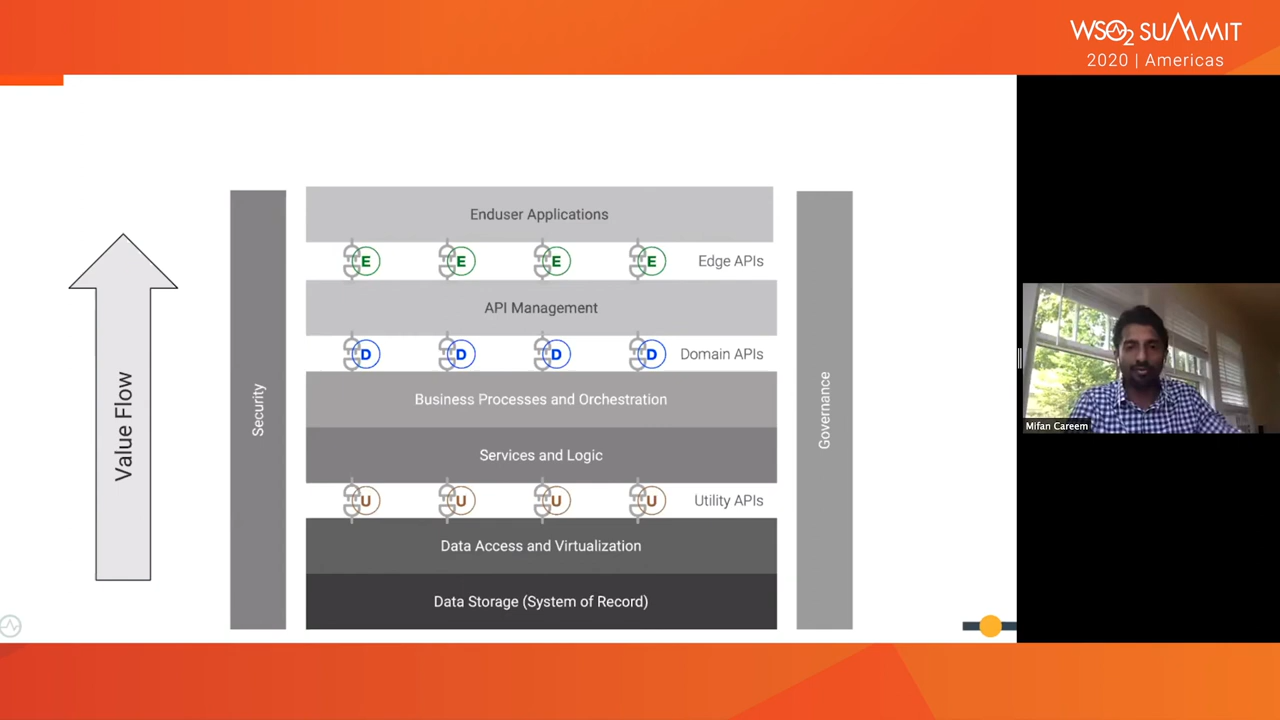 WSO2 SUMMIT
2020 | Americas
Enduser Applications
E E E E Edge APIs
API Management
D D D D Domain APIs
Business Processes and Orchestration
Services and Logic
U U U U Utility APIs
Data Access and Virtualization
Data Storage (System of Record)
Value Flow
Security
Governance
Mifan Careem